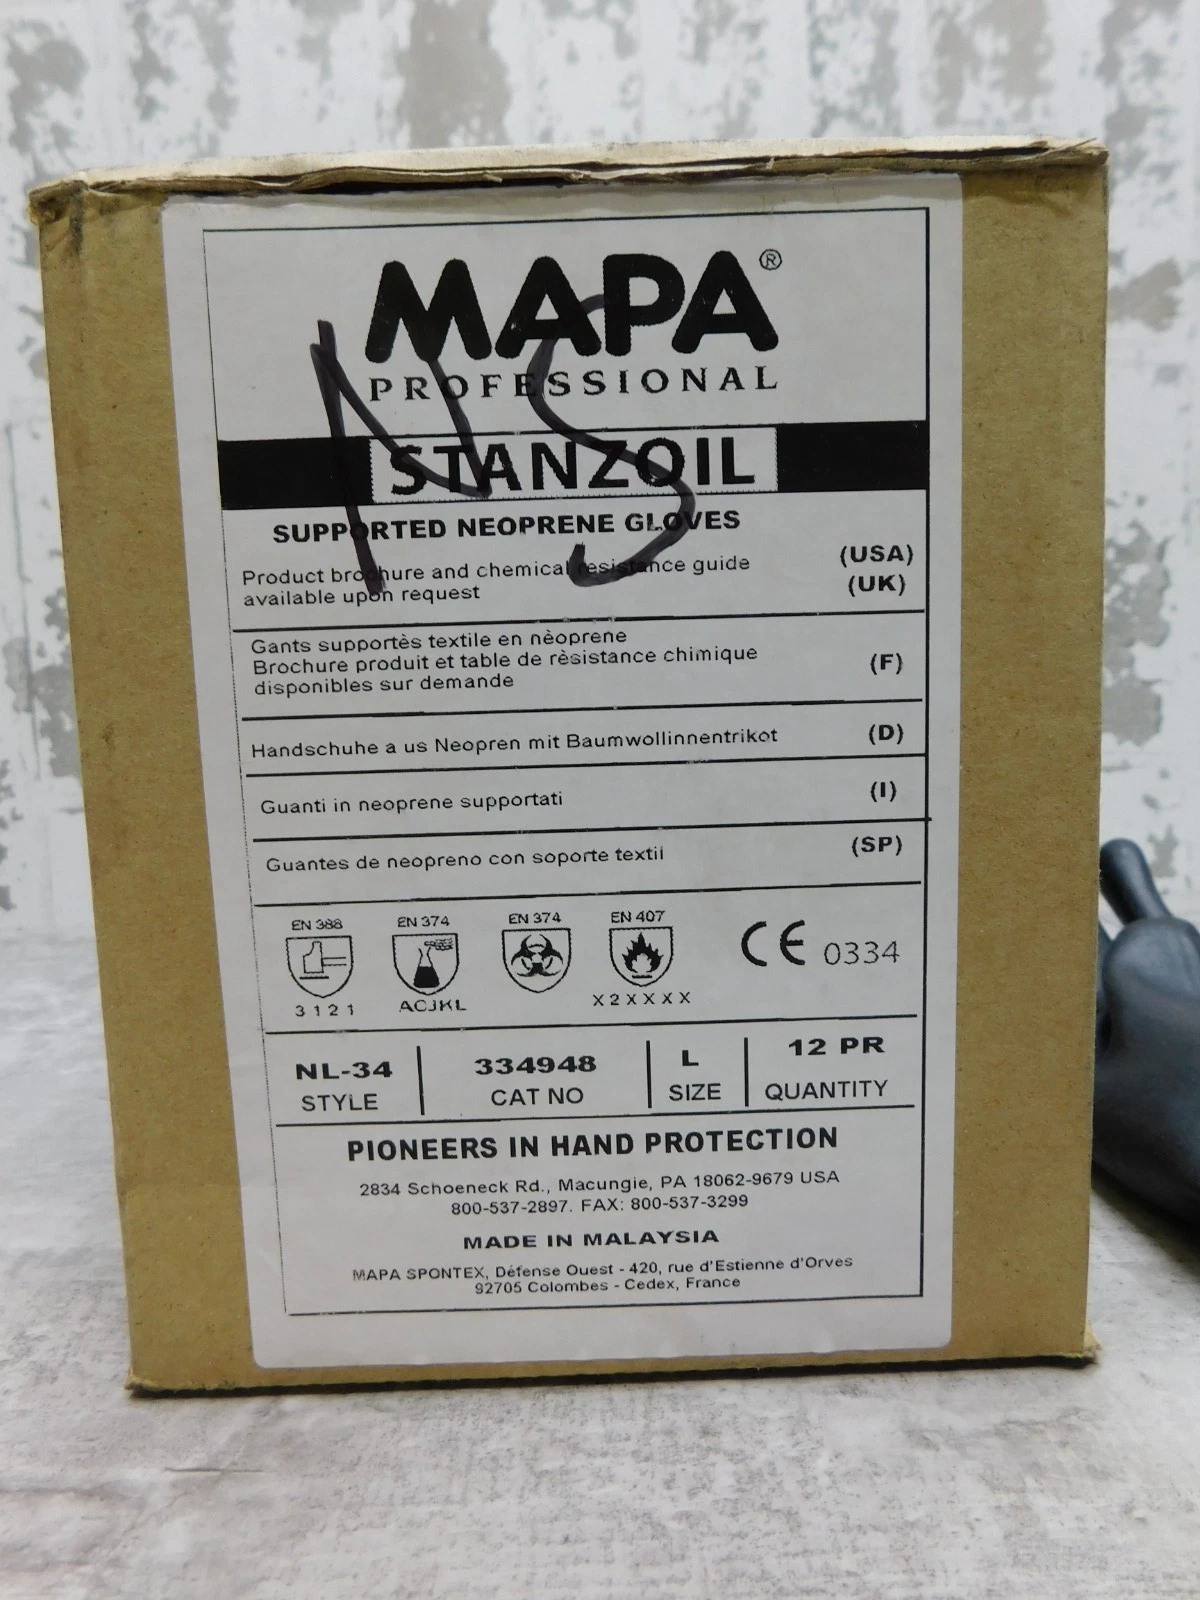 MAPA®
PROFESSIONAL
NS
STANZOIL
SUPPORTED NEOPRENE GLOVES
Product brochure and chemical resistance guide
available upon request
(USA)
(UK)
Gants supportès textile en nèoprene
Brochure produit et table de rèsistance chimique
disponibles sur demande
(F)
Handschuhe a us Neopren mit Baumwollinnentrikot (D)
Guanti in neoprene supportati (I)
Guantes de neopreno con soporte textil (SP)
EN 388 EN 374 EN 374 EN 407
CE 0334
3121 ACJKL X2XXXX
NL-34 334948 L 12 PR
STYLE CAT NO SIZE QUANTITY
PIONEERS IN HAND PROTECTION
2834 Schoeneck Rd., Macungie, PA 18062-9679 USA
800-537-2897. FAX: 800-537-3299
MADE IN MALAYSIA
MAPA SPONTEX, Défense Ouest - 420, rue d'Estienne d'Orves
92705 Colombes - Cedex, France